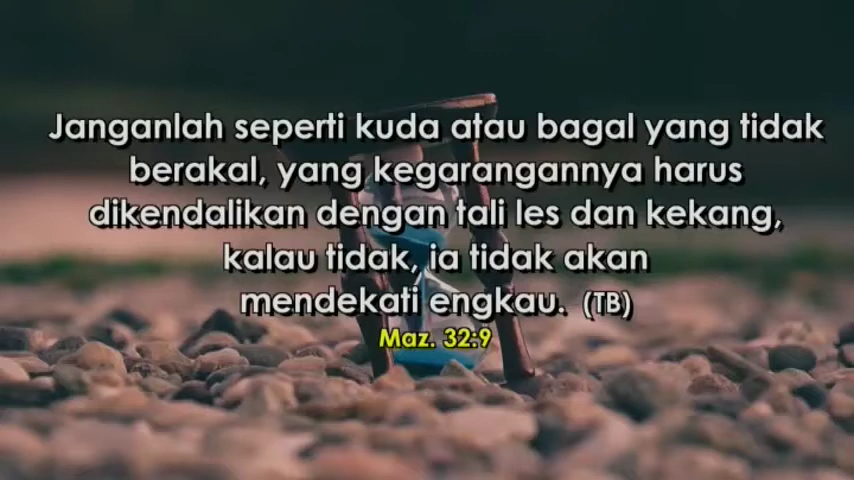 Janganlah seperti kuda atau bagal yang tidak
berakal, yang kegarangannya harus
dikendalikan dengan tali les dan kekang,
kalau tidak, ia tidak akan
mendekati engkau. (TB)
Maz. 32:9